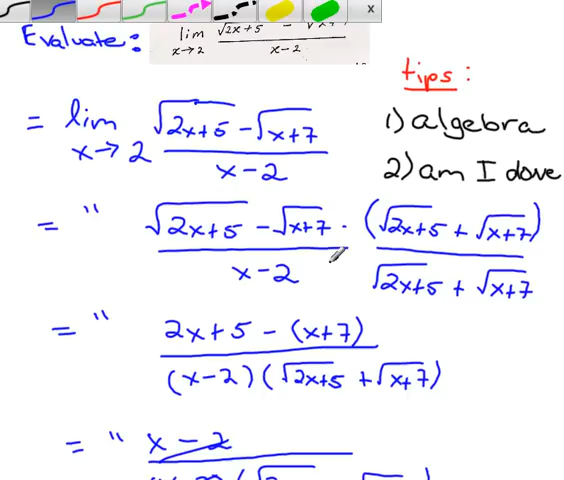 Evaluate: lim x→2 √2x+5 - √x+7 / x-2
tips:
= lim x→2 √2x+5 - √x+7 / x-2
1) algebra
2) am I dove
= " √2x+5 - √x+7 / x-2 · (√2x+5 + √x+7) / √2x+5 + √x+7
= " 2x+5 - (x+7) / (x-2)(√2x+5 + √x+7)
= " x-2